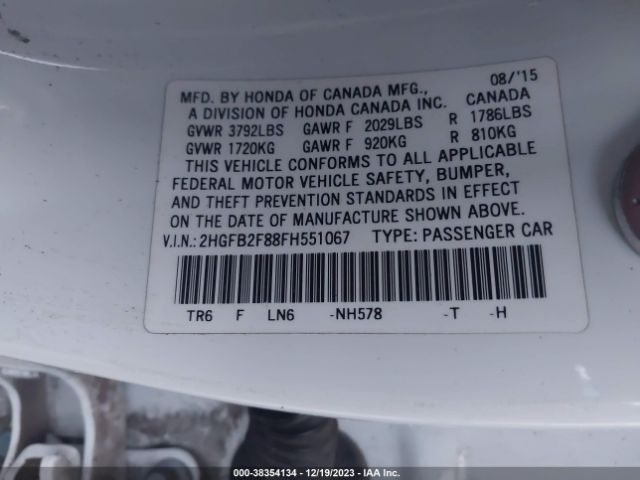 MFD. BY HONDA OF CANADA MFG., 08/'15
A DIVISION OF HONDA CANADA INC. CANADA
GVWR 3792LBS GAWR F 2029LBS R 1786LBS
GVWR 1720KG GAWR F 920KG R 810KG
THIS VEHICLE CONFORMS TO ALL APPLICABLE
FEDERAL MOTOR VEHICLE SAFETY, BUMPER,
AND THEFT PREVENTION STANDARDS IN EFFECT
ON THE DATE OF MANUFACTURE SHOWN ABOVE.
V.I.N.: 2HGFB2F88FH551067 TYPE: PASSENGER CAR
TR6 F LN6 -NH578 -T -H
000-38354134 - 12/19/2023 - IAA Inc.